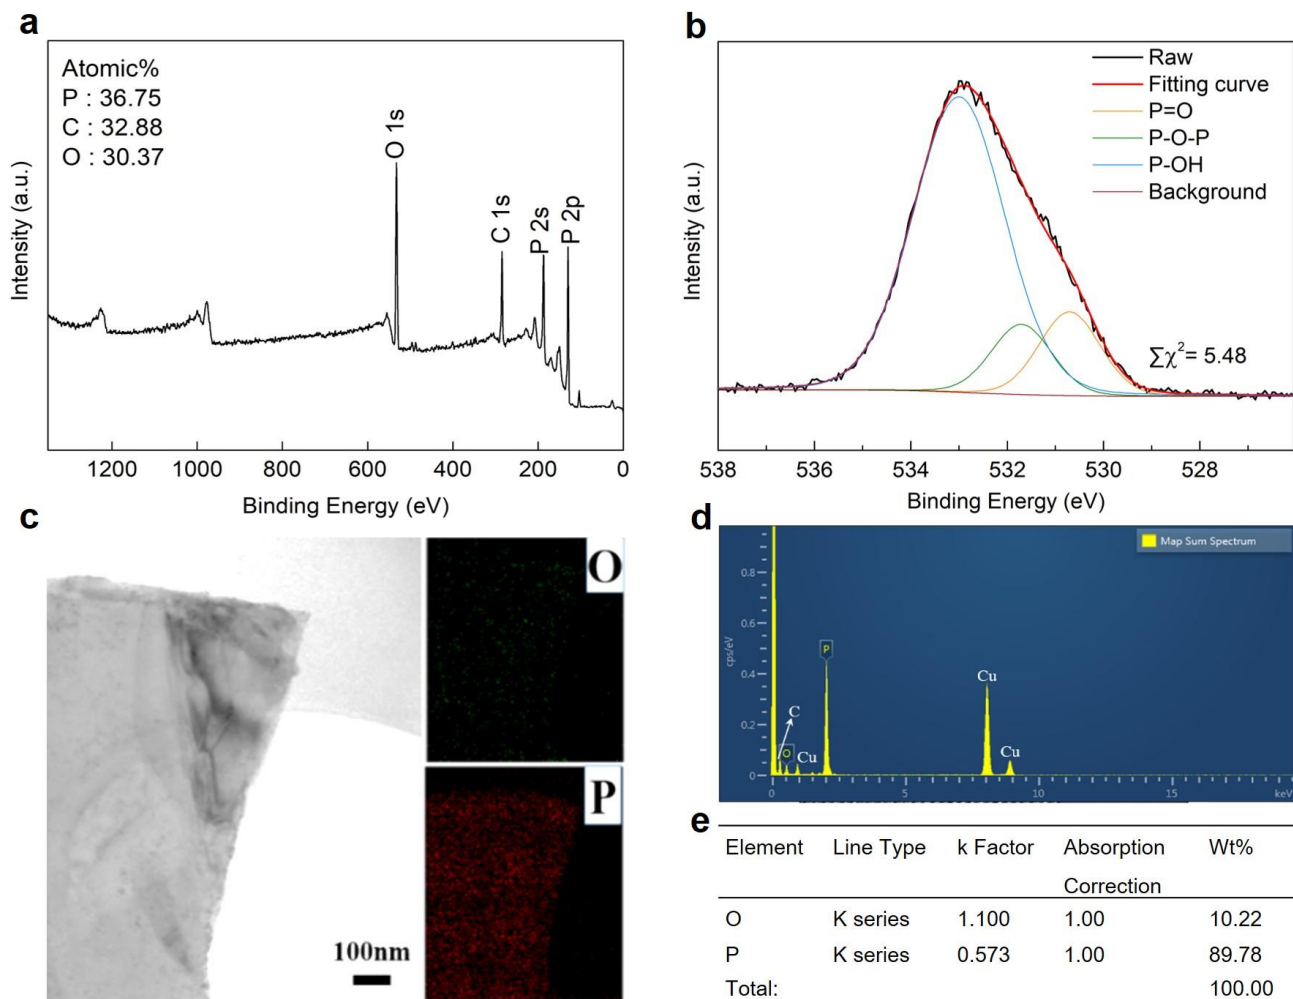 a
Atomic%
P : 36.75
C : 32.88
O : 30.37
O 1s
C 1s
P 2s
P 2p
Intensity (a.u.)
1200 1000 800 600 400 200 0
Binding Energy (eV)
b
Raw
Fitting curve
P=O
P-O-P
P-OH
Background
∑χ²= 5.48
Intensity (a.u.)
538 536 534 532 530 528
Binding Energy (eV)
c
O
P
100nm
d
Map Sum Spectrum
cps/eV
0.8
0.6
0.4
0.2
0
C
O
Cu
P
Cu
Cu
0 5 10 15 keV
e
Element Line Type k Factor Absorption Wt%
Correction
O K series 1.100 1.00 10.22
P K series 0.573 1.00 89.78
Total: 100.00